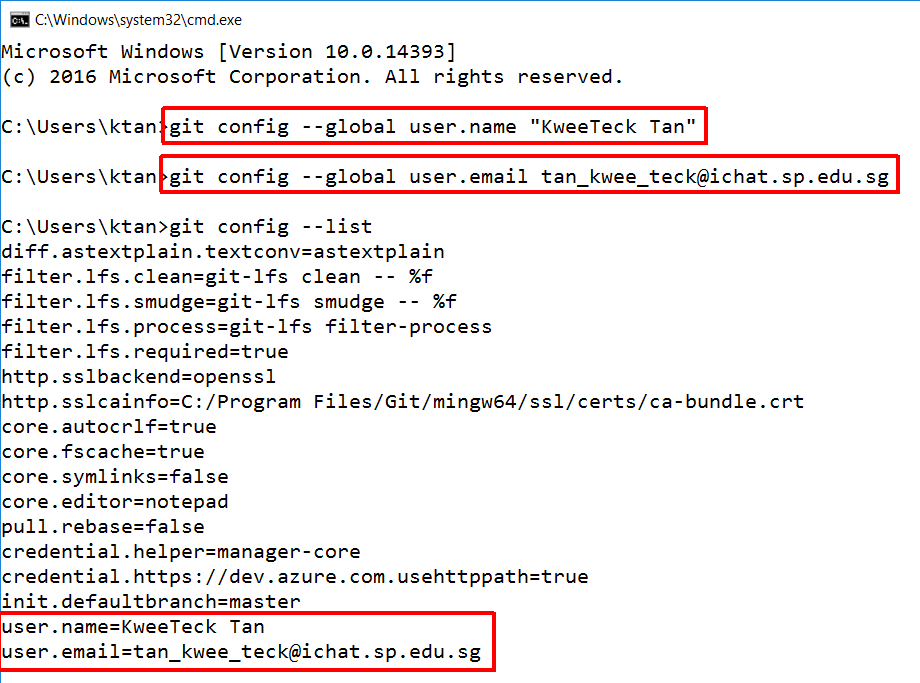 C:\Windows\system32\cmd.exe
Microsoft Windows [Version 10.0.14393]
(c) 2016 Microsoft Corporation. All rights reserved.
C:\Users\ktan>git config --global user.name "KweeTeck Tan"
C:\Users\ktan>git config --global user.email tan_kwee_teck@ichat.sp.edu.sg
C:\Users\ktan>git config --list
diff.astextplain.textconv=astextplain
filter.lfs.clean=git-lfs clean -- %f
filter.lfs.smudge=git-lfs smudge -- %f
filter.lfs.process=git-lfs filter-process
filter.lfs.required=true
http.sslbackend=openssl
http.sslcainfo=C:/Program Files/Git/mingw64/ssl/certs/ca-bundle.crt
core.autocrlf=true
core.fscache=true
core.symlinks=false
core.editor=notepad
pull.rebase=false
credential.helper=manager-core
credential.https://dev.azure.com.usehttppath=true
init.defaultbranch=master
user.name=KweeTeck Tan
user.email=tan_kwee_teck@ichat.sp.edu.sg